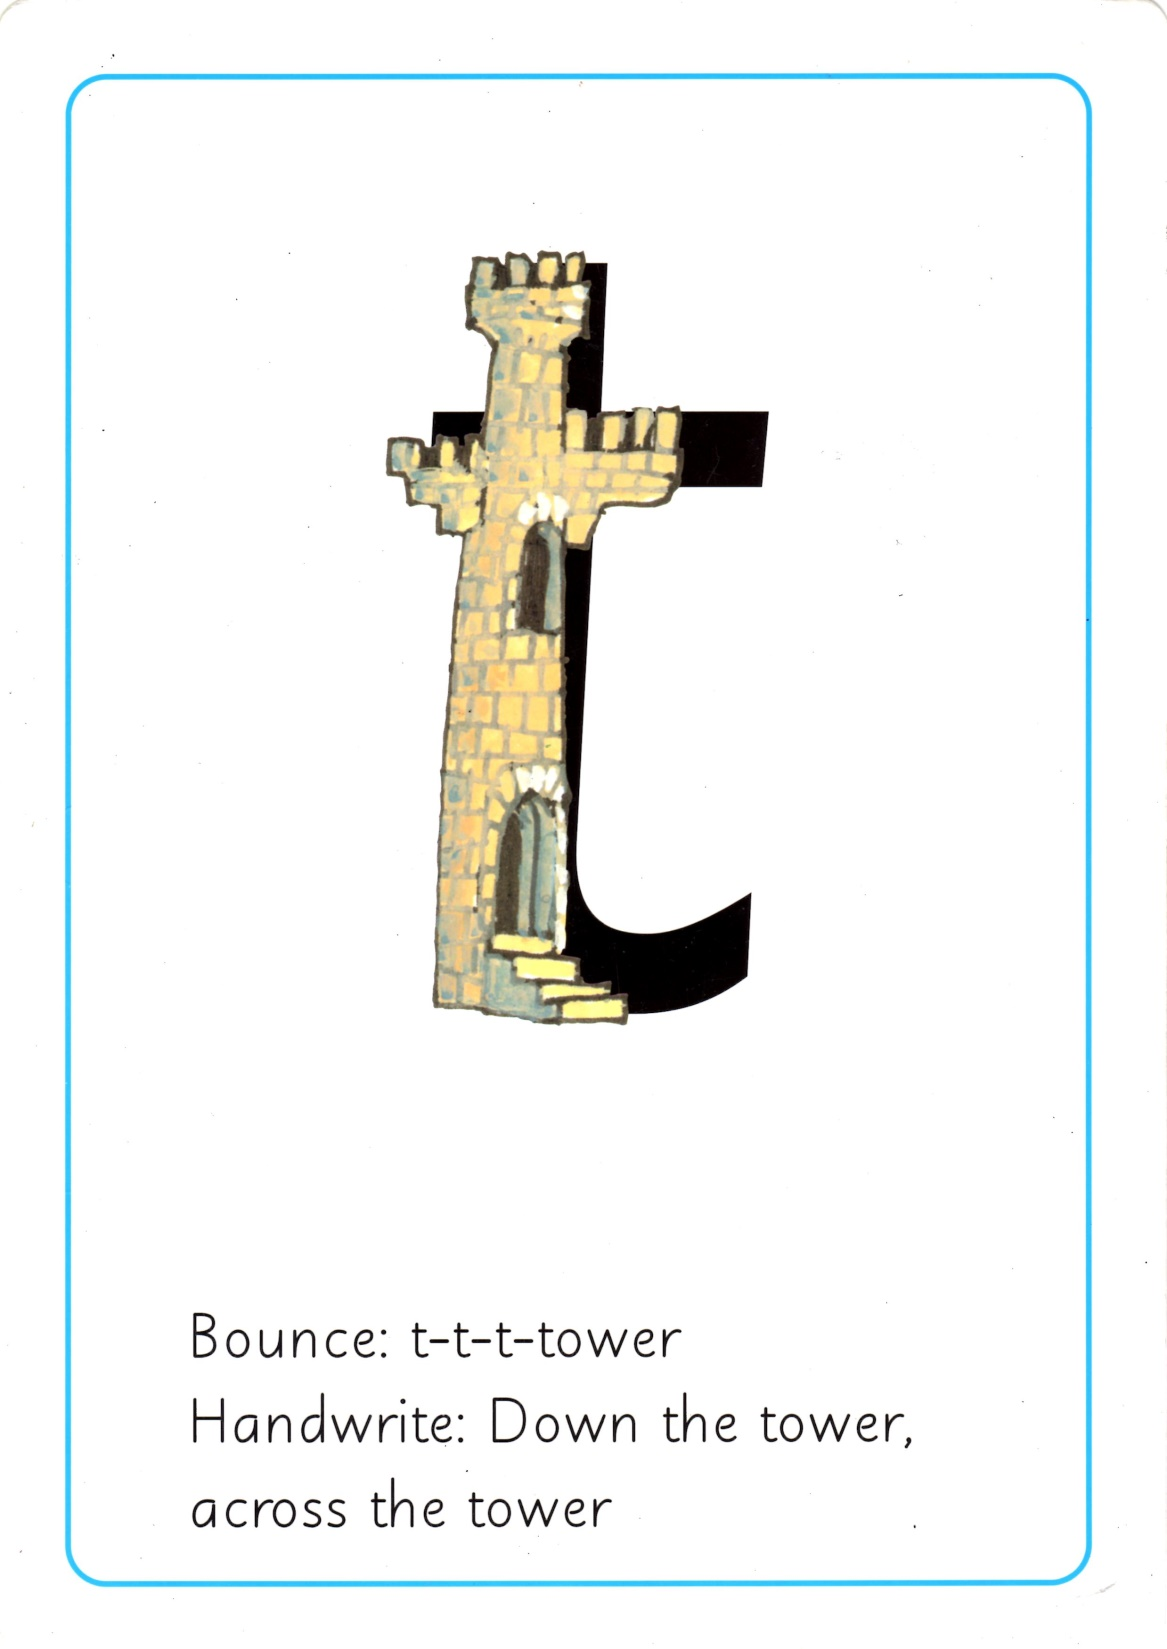 t
Bounce: t-t-t-tower
Handwrite: Down the tower,
across the tower